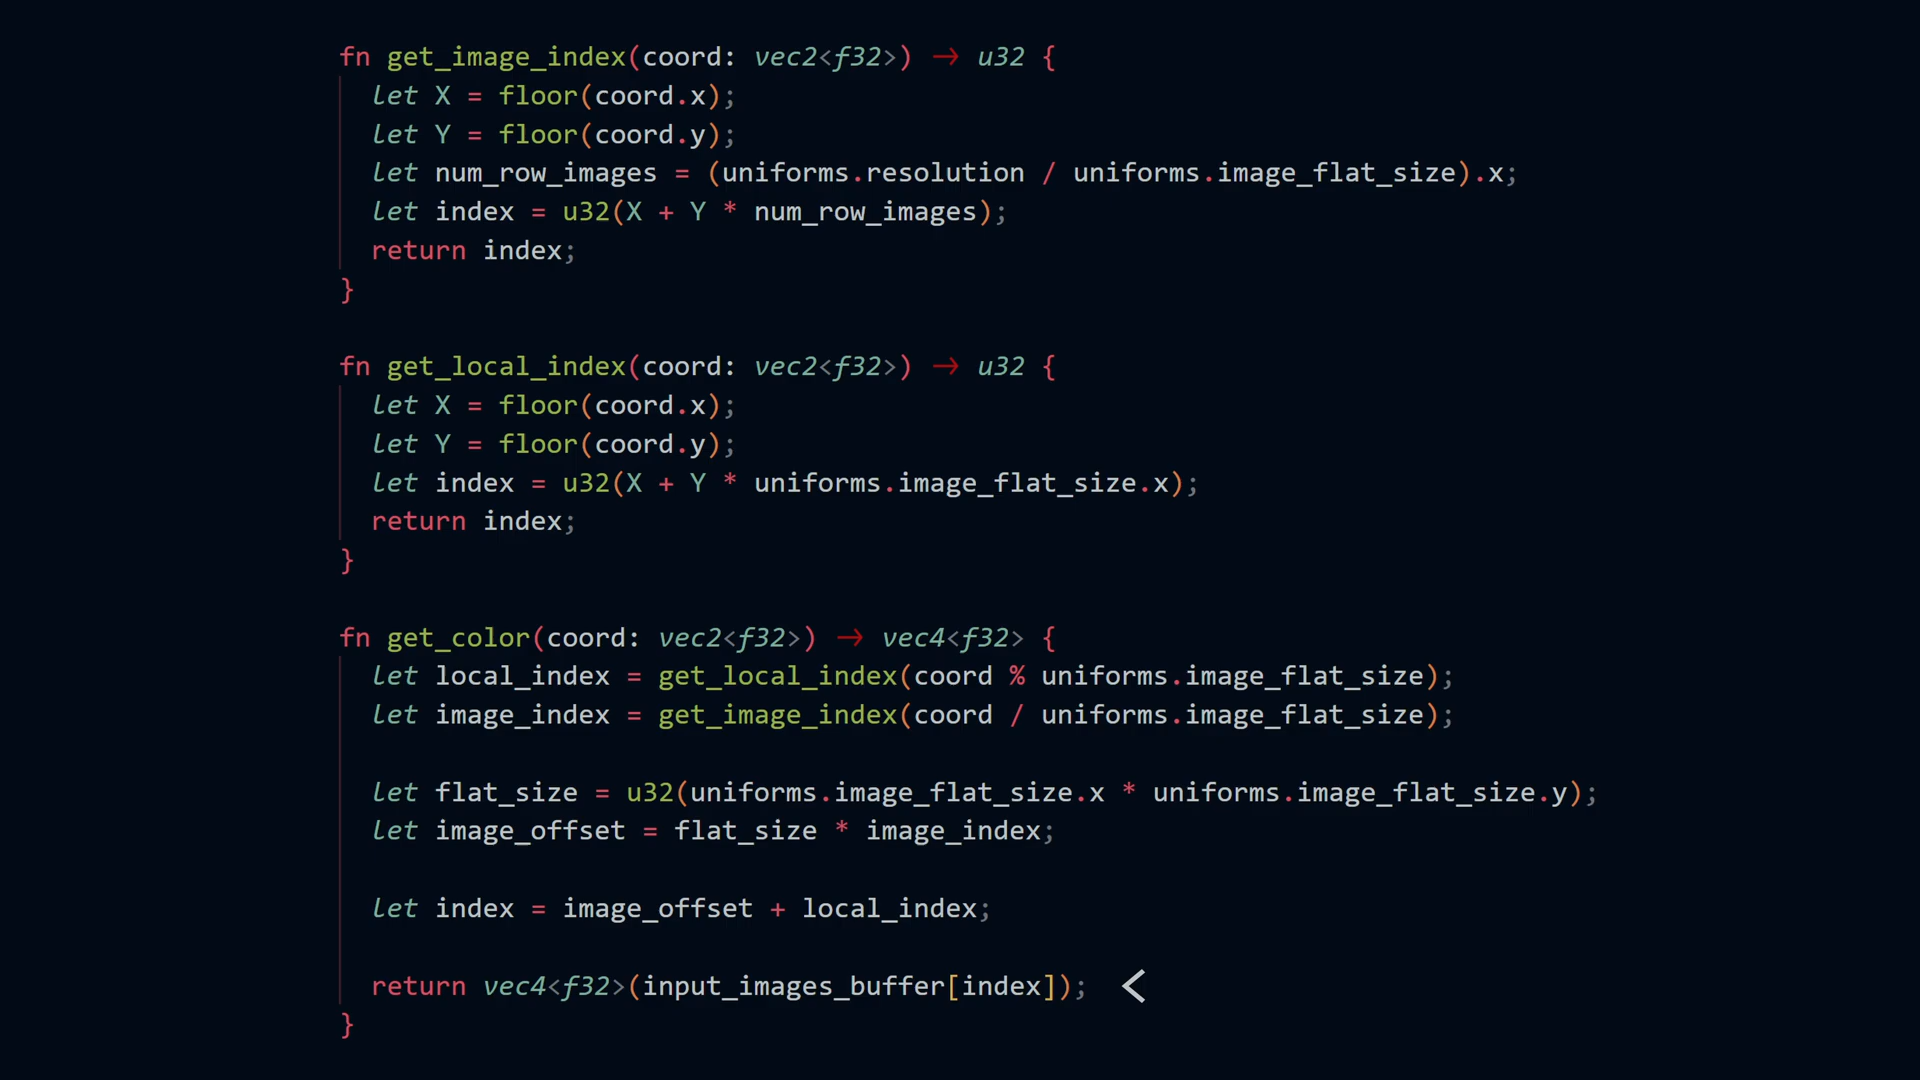 fn get_image_index(coord: vec2<f32>) → u32 {
  let X = floor(coord.x);
  let Y = floor(coord.y);
  let num_row_images = (uniforms.resolution / uniforms.image_flat_size).x;
  let index = u32(X + Y * num_row_images);
  return index;
}

fn get_local_index(coord: vec2<f32>) → u32 {
  let X = floor(coord.x);
  let Y = floor(coord.y);
  let index = u32(X + Y * uniforms.image_flat_size.x);
  return index;
}

fn get_color(coord: vec2<f32>) → vec4<f32> {
  let local_index = get_local_index(coord % uniforms.image_flat_size);
  let image_index = get_image_index(coord / uniforms.image_flat_size);

  let flat_size = u32(uniforms.image_flat_size.x * uniforms.image_flat_size.y);
  let image_offset = flat_size * image_index;

  let index = image_offset + local_index;

  return vec4<f32>(input_images_buffer[index]); <
}